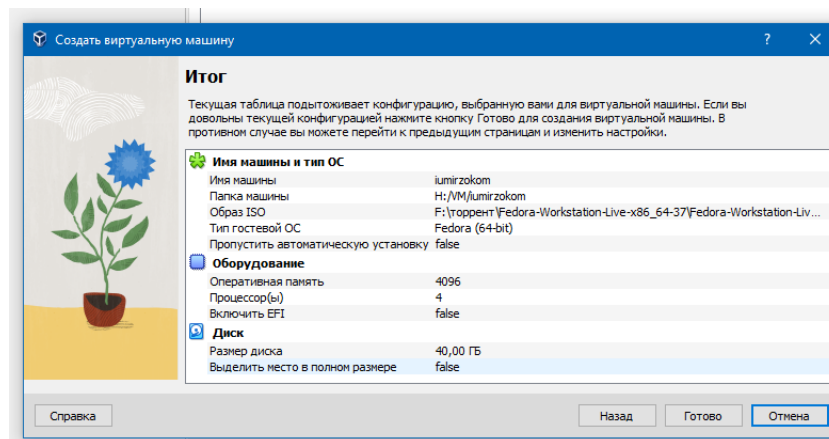 Создать виртуальную машину
?
Итог
Текущая таблица подытоживает конфигурацию, выбранную вами для виртуальной машины. Если вы
довольны текущей конфигурацией нажмите кнопку Готово для создания виртуальной машины. В
противном случае вы можете перейти к предыдущим страницам и изменить настройки.
Имя машины и тип ОС
Имя машины iumirzokom
Папка машины H:/VM/iumirzokom
Образ ISO F:\торрент\Fedora-Workstation-Live-x86_64-37\Fedora-Workstation-Liv...
Тип гостевой ОС Fedora (64-bit)
Пропустить автоматическую установку false
Оборудование
Оперативная память 4096
Процессор(ы) 4
Включить EFI false
Диск
Размер диска 40,00 ГБ
Выделить место в полном размере false
Справка Назад Готово Отмена